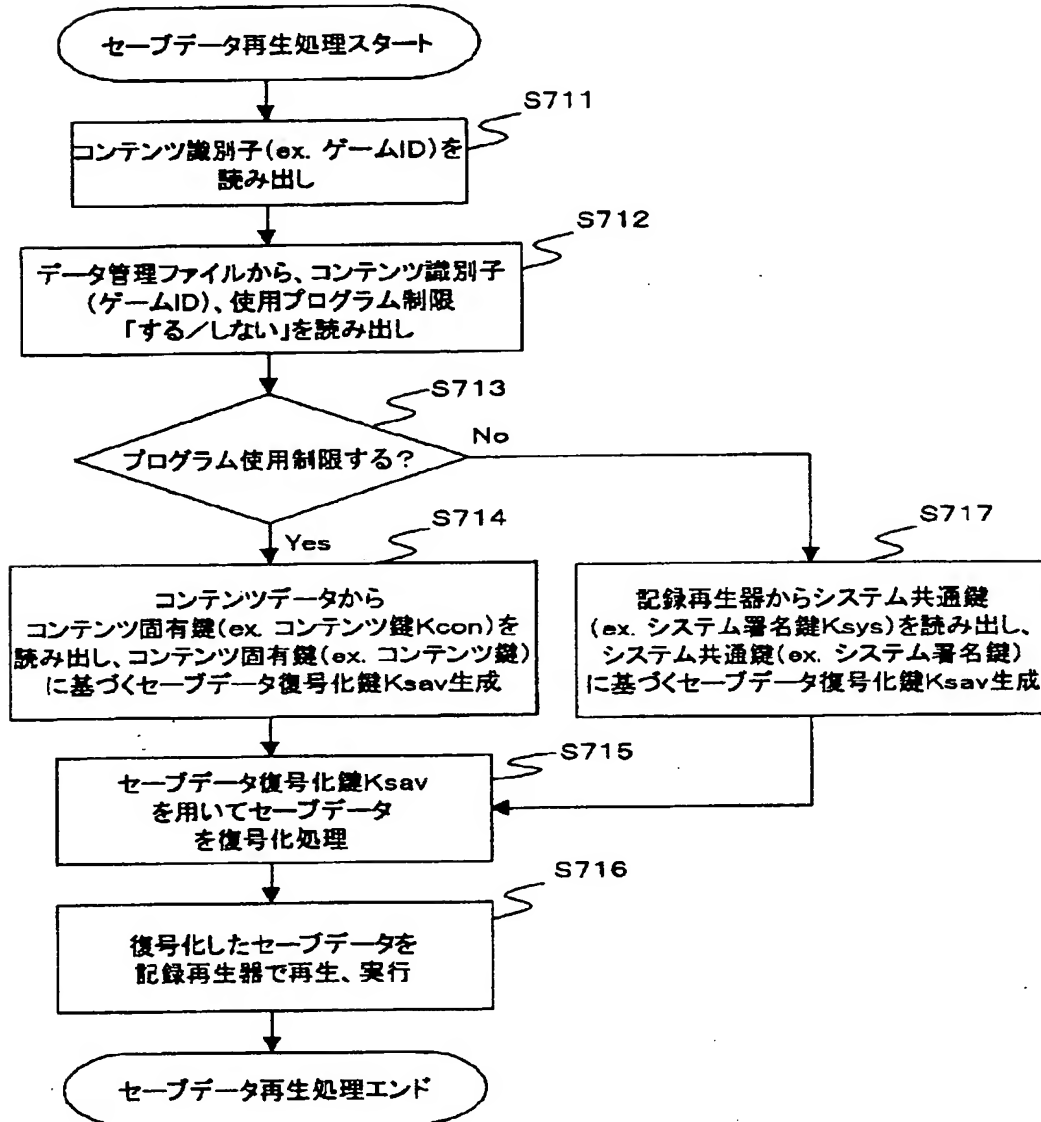 セーブデータ再生処理スタート
S711
コンテンツ識別子(ex. ゲームID)を
読み出し
S712
データ管理ファイルから、コンテンツ識別子
(ゲームID)、使用プログラム制限
「する/しない」を読み出し
S713
プログラム使用制限する?
No
Yes
S714
コンテンツデータから
コンテンツ固有鍵(ex. コンテンツ鍵Kcon)を
読み出し、コンテンツ固有鍵(ex. コンテンツ鍵)
に基づくセーブデータ復号化鍵Ksav生成
S717
記録再生器からシステム共通鍵
(ex. システム署名鍵Ksys)を読み出し、
システム共通鍵(ex. システム署名鍵)
に基づくセーブデータ復号化鍵Ksav生成
S715
セーブデータ復号化鍵Ksav
を用いてセーブデータ
を復号化処理
S716
復号化したセーブデータを
記録再生器で再生、実行
セーブデータ再生処理エンド